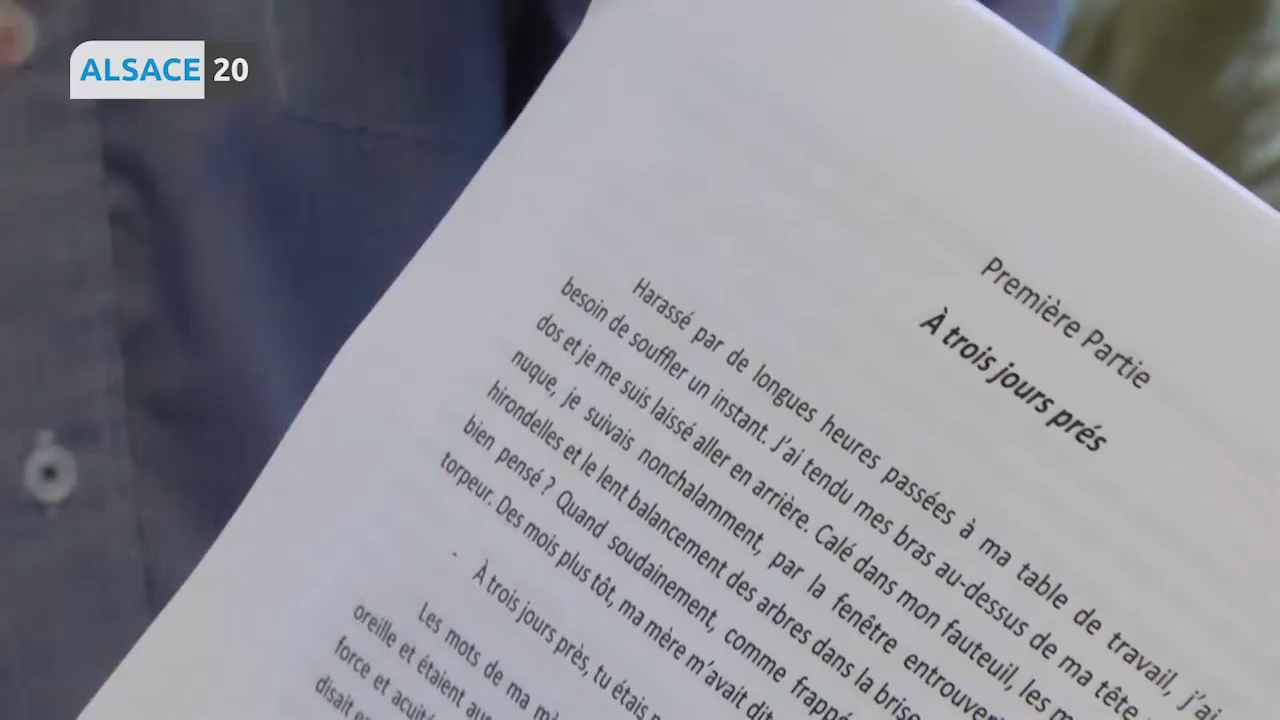 ALSACE 20
Première Partie
À trois jours prés
Harassé par de longues heures passées à ma table de travail, j'ai
besoin de souffler un instant. J'ai tendu mes bras au-dessus de ma tête
dos et je me suis laissé aller en arrière. Calé dans mon fauteuil, les
nuque, je suivais nonchalamment, par la fenêtre
hirondelles et le lent balancement des arbres dans la brise
bien pensé ? Quand soudainement, comme
torpeur. Des mois plus tôt, ma mère m'avait dit
- À trois jours près, tu étais
Les mots de ma
oreille et étaient
force et
disait